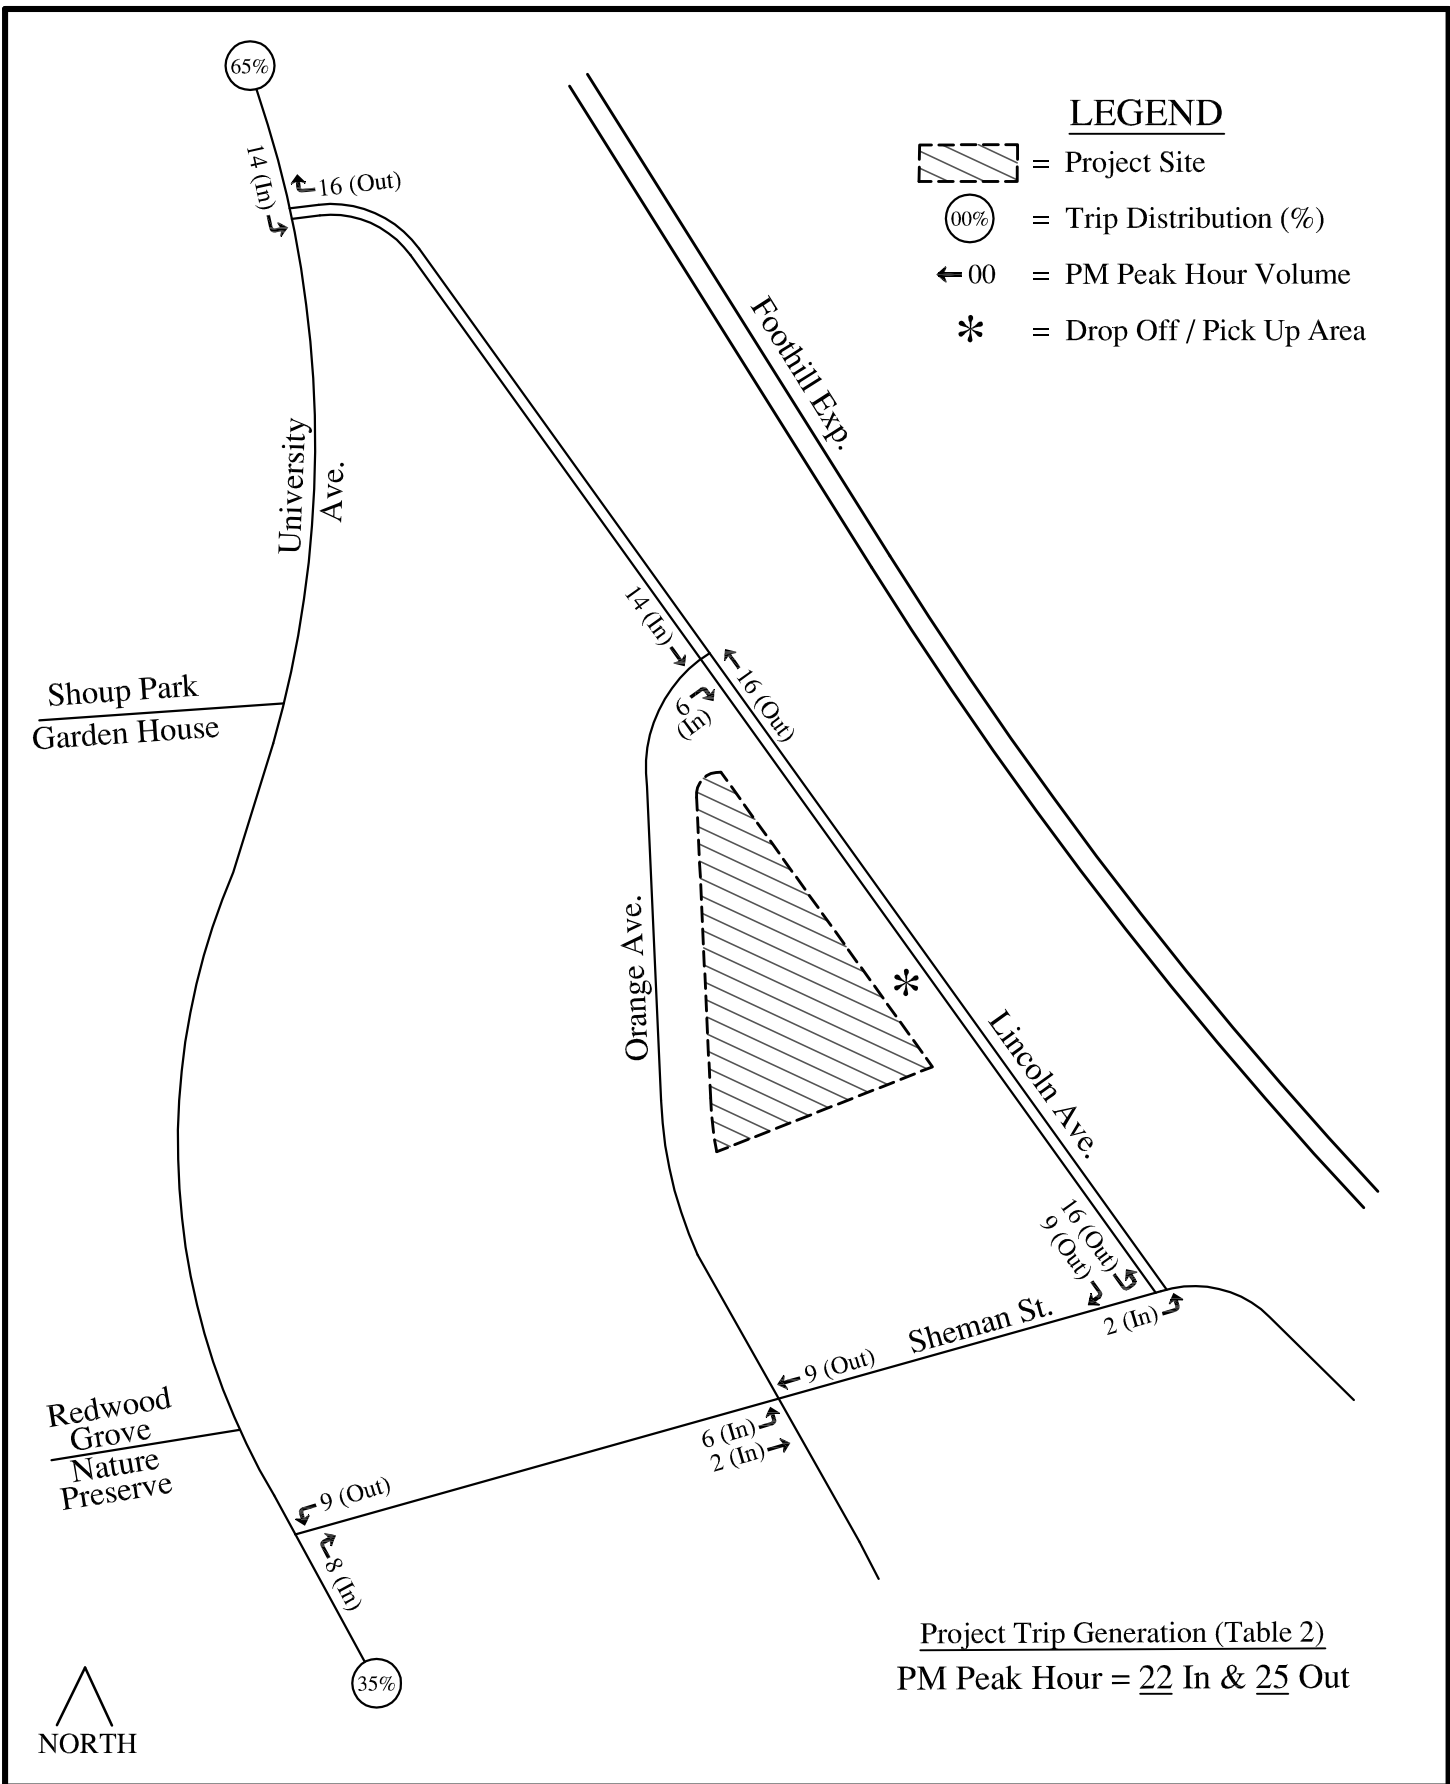 65%
LEGEND
= Project Site
00% = Trip Distribution (%)
00 = PM Peak Hour Volume
* = Drop Off / Pick Up Area
14 (In)
16 (Out)
Foothill Exp.
University
Ave.
14 (In)
16 (Out)
6
(In)
Shoup Park
Garden House
Orange Ave.
*
Lincoln Ave.
16 (Out)
9 (Out)
2 (In)
Sheman St.
9 (Out)
6 (In)
2 (In)
Redwood
Grove
Nature
Preserve
9 (Out)
8 (In)
35%
Project Trip Generation (Table 2)
PM Peak Hour = 22 In & 25 Out
NORTH